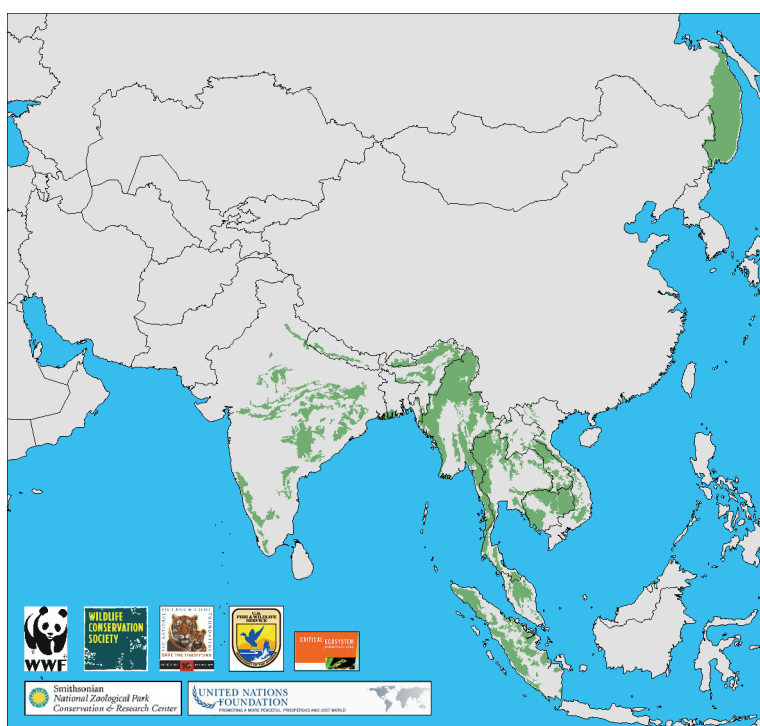 WWF
WILDLIFE
CONSERVATION
SOCIETY
SAVE THE TIGER FUND
U.S.
FISH & WILDLIFE
SERVICE
CRITICAL ECOSYSTEM
Smithsonian
National Zoological Park
Conservation & Research Center
UNITED NATIONS
FOUNDATION
PROMOTING A MORE PEACEFUL, PROSPEROUS AND JUST WORLD